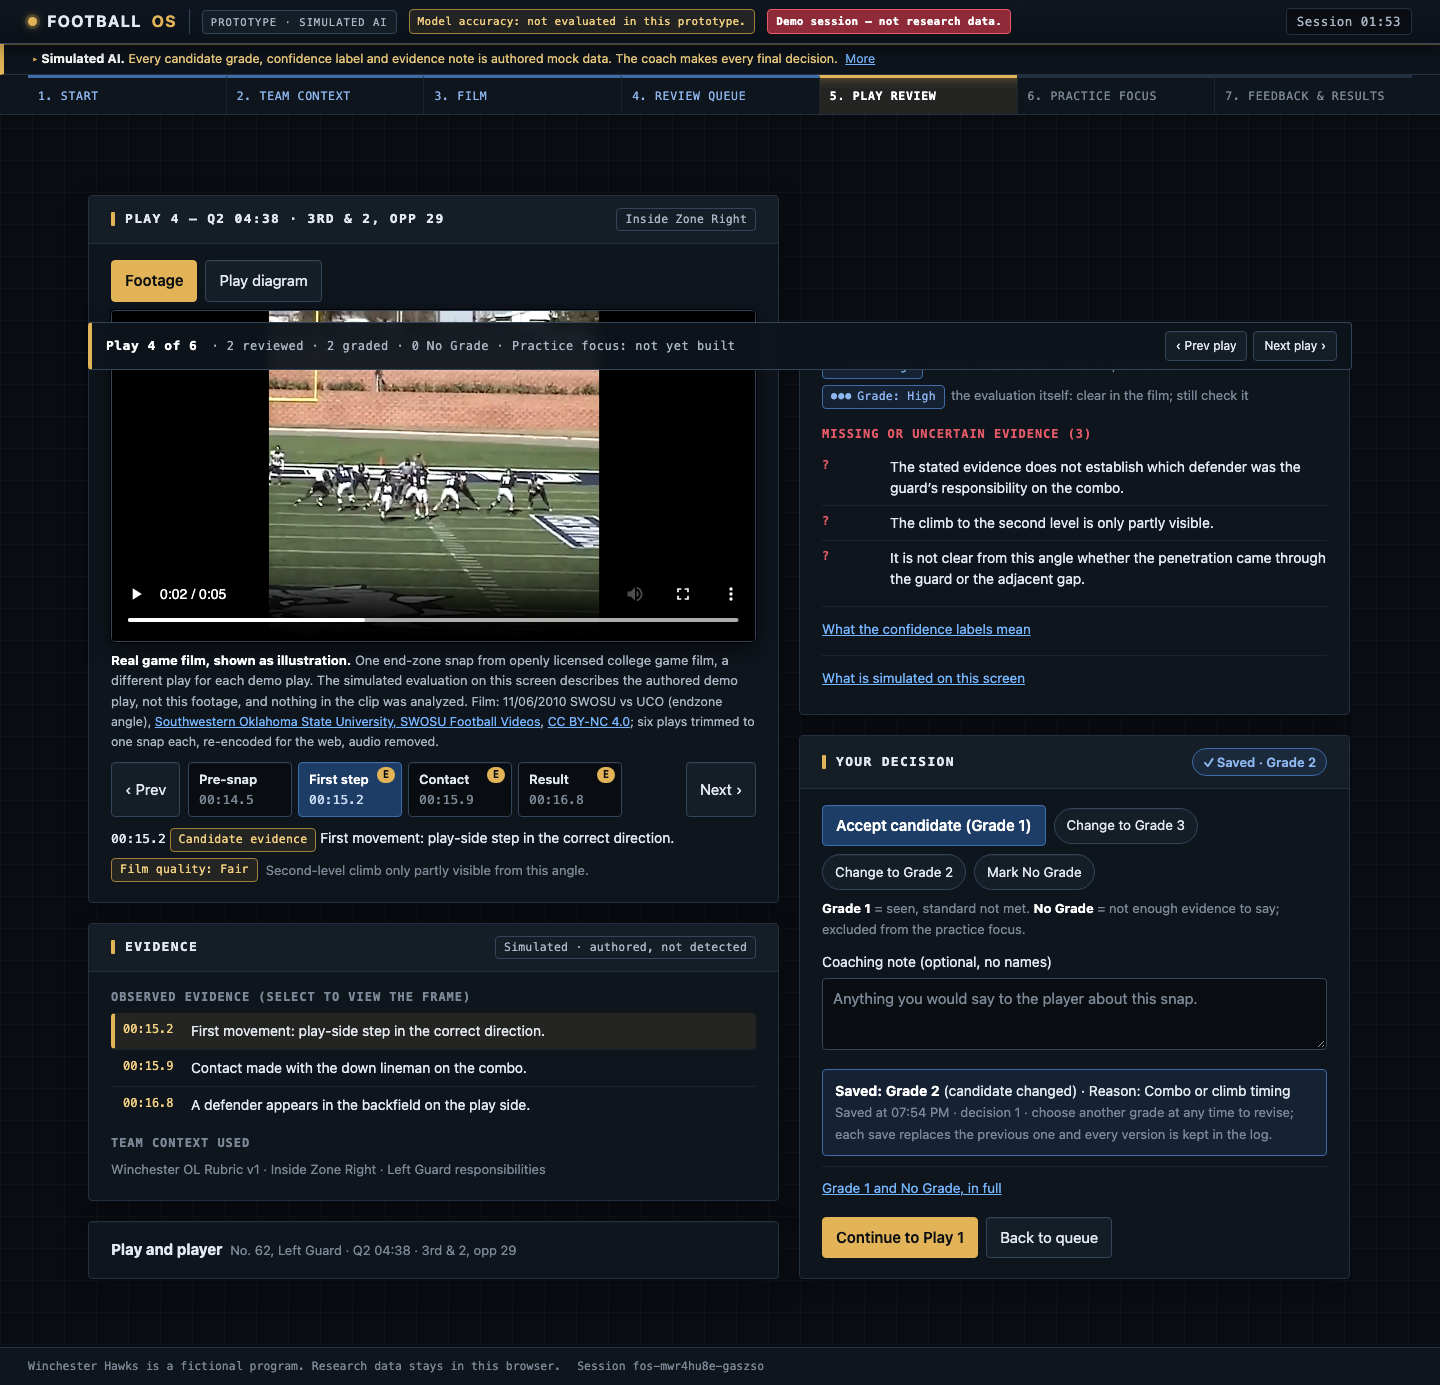 FOOTBALL OS
PROTOTYPE · SIMULATED AI
Model accuracy: not evaluated in this prototype.
Demo session — not research data.
Session 01:53
▸ Simulated AI. Every candidate grade, confidence label and evidence note is authored mock data. The coach makes every final decision. More
1. START
2. TEAM CONTEXT
3. FILM
4. REVIEW QUEUE
5. PLAY REVIEW
6. PRACTICE FOCUS
7. FEEDBACK & RESULTS
PLAY 4 — Q2 04:38 · 3RD & 2, OPP 29
Inside Zone Right
Footage
Play diagram
Play 4 of 6 · 2 reviewed · 2 graded · 0 No Grade · Practice focus: not yet built
‹ Prev play
Next play ›
0:02 / 0:05
Real game film, shown as illustration. One end-zone snap from openly licensed college game film, a
different play for each demo play. The simulated evaluation on this screen describes the authored demo
play, not this footage, and nothing in the clip was analyzed. Film: 11/06/2010 SWOSU vs UCO (endzone
angle), Southwestern Oklahoma State University, SWOSU Football Videos, CC BY-NC 4.0; six plays trimmed to
one snap each, re-encoded for the web, audio removed.
‹ Prev
Pre-snap
00:14.5
First step E
00:15.2
Contact E
00:15.9
Result E
00:16.8
Next ›
00:15.2 Candidate evidence First movement: play-side step in the correct direction.
Film quality: Fair Second-level climb only partly visible from this angle.
EVIDENCE
Simulated · authored, not detected
OBSERVED EVIDENCE (SELECT TO VIEW THE FRAME)
00:15.2 First movement: play-side step in the correct direction.
00:15.9 Contact made with the down lineman on the combo.
00:16.8 A defender appears in the backfield on the play side.
TEAM CONTEXT USED
Winchester OL Rubric v1 · Inside Zone Right · Left Guard responsibilities
Play and player No. 62, Left Guard · Q2 04:38 · 3rd & 2, opp 29
●●● Grade: High the evaluation itself: clear in the film; still check it
MISSING OR UNCERTAIN EVIDENCE (3)
? The stated evidence does not establish which defender was the
guard's responsibility on the combo.
? The climb to the second level is only partly visible.
? It is not clear from this angle whether the penetration came through
the guard or the adjacent gap.
What the confidence labels mean
What is simulated on this screen
YOUR DECISION
✓ Saved · Grade 2
Accept candidate (Grade 1)
Change to Grade 3
Change to Grade 2
Mark No Grade
Grade 1 = seen, standard not met. No Grade = not enough evidence to say;
excluded from the practice focus.
Coaching note (optional, no names)
Anything you would say to the player about this snap.
Saved: Grade 2 (candidate changed) · Reason: Combo or climb timing
Saved at 07:54 PM · decision 1 · choose another grade at any time to revise;
each save replaces the previous one and every version is kept in the log.
Grade 1 and No Grade, in full
Continue to Play 1
Back to queue
Winchester Hawks is a fictional program. Research data stays in this browser. Session fos-mwr4hu8e-gaszso